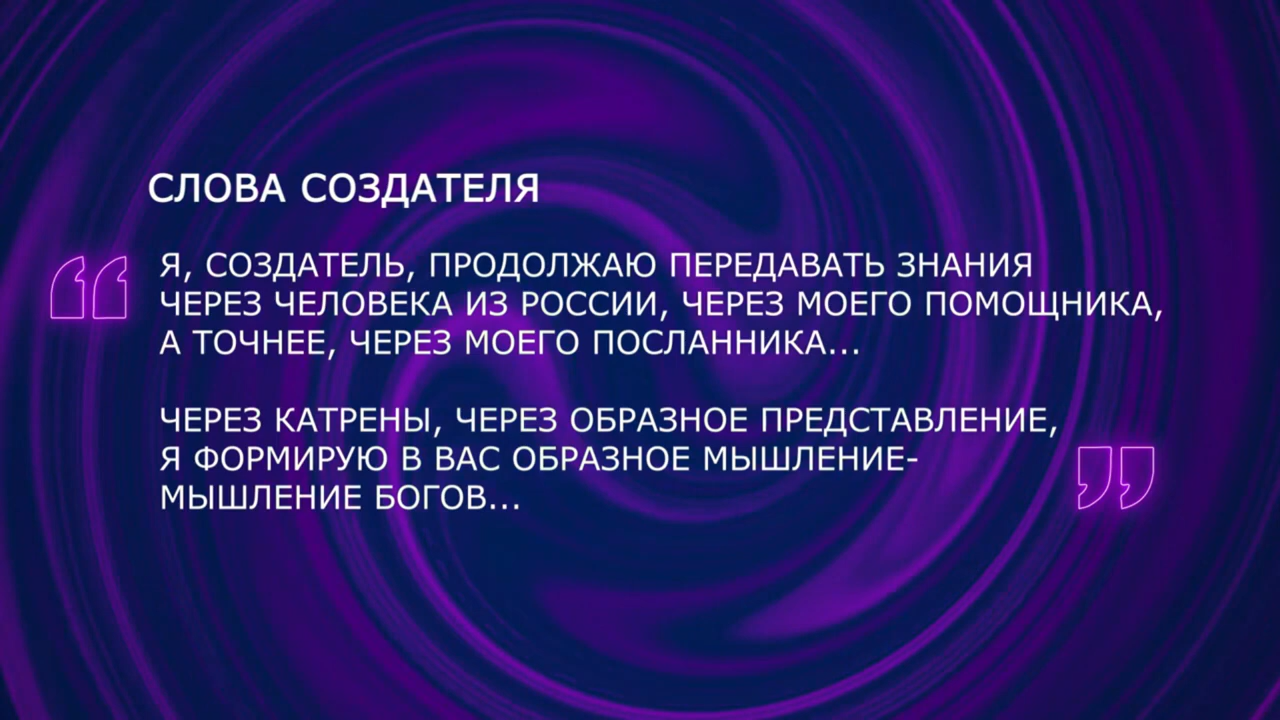 СЛОВА СОЗДАТЕЛЯ
Я, СОЗДАТЕЛЬ, ПРОДОЛЖАЮ ПЕРЕДАВАТЬ ЗНАНИЯ
ЧЕРЕЗ ЧЕЛОВЕКА ИЗ РОССИИ, ЧЕРЕЗ МОЕГО ПОМОЩНИКА,
А ТОЧНЕЕ, ЧЕРЕЗ МОЕГО ПОСЛАННИКА...
ЧЕРЕЗ КАТРЕНЫ, ЧЕРЕЗ ОБРАЗНОЕ ПРЕДСТАВЛЕНИЕ,
Я ФОРМИРУЮ В ВАС ОБРАЗНОЕ МЫШЛЕНИЕ-
МЫШЛЕНИЕ БОГОВ...